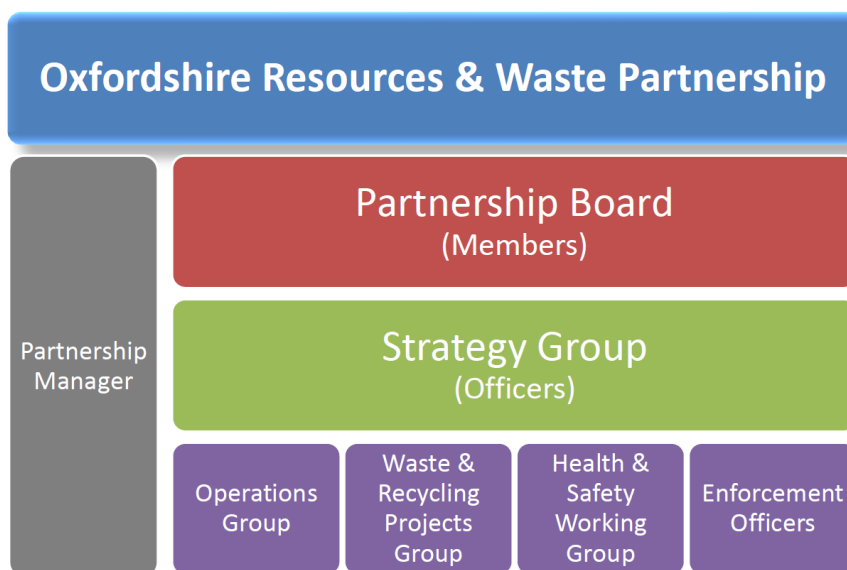 Oxfordshire Resources & Waste Partnership
Partnership
Manager
Partnership Board
(Members)
Strategy Group
(Officers)
Operations
Group
Waste &
Recycling
Projects
Group
Health &
Safety
Working
Group
Enforcement
Officers